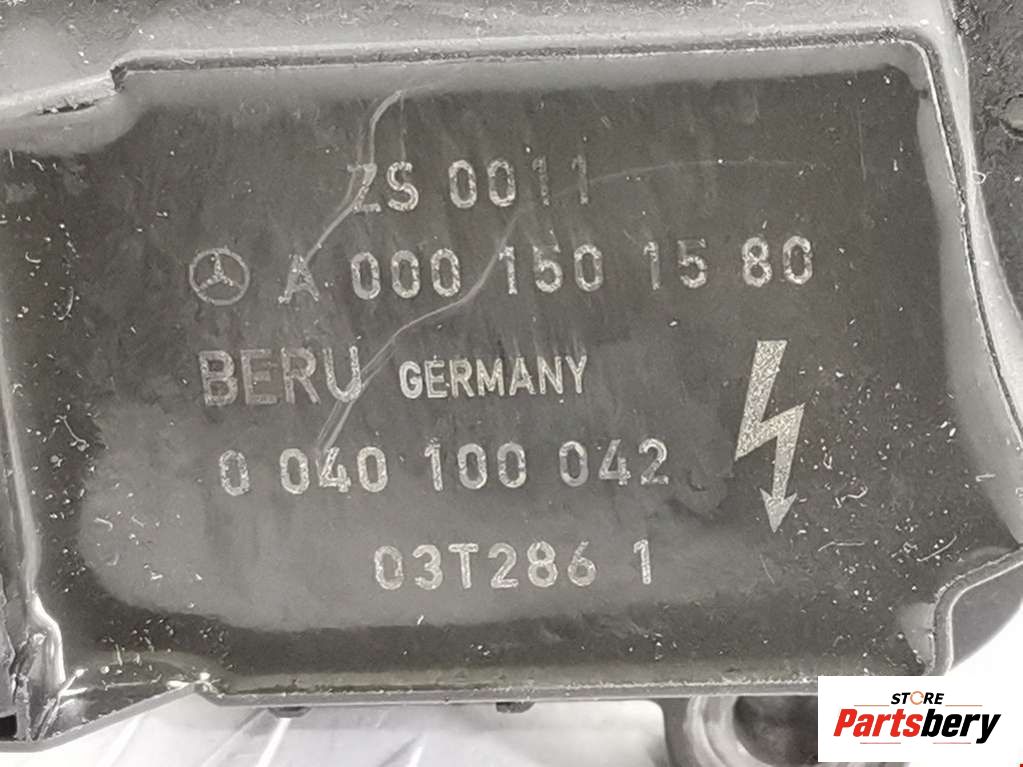 ZS 0011
A 000 150 15 80
BERU GERMANY
0 040 100 042
03T286 1
STORE
Partsbery